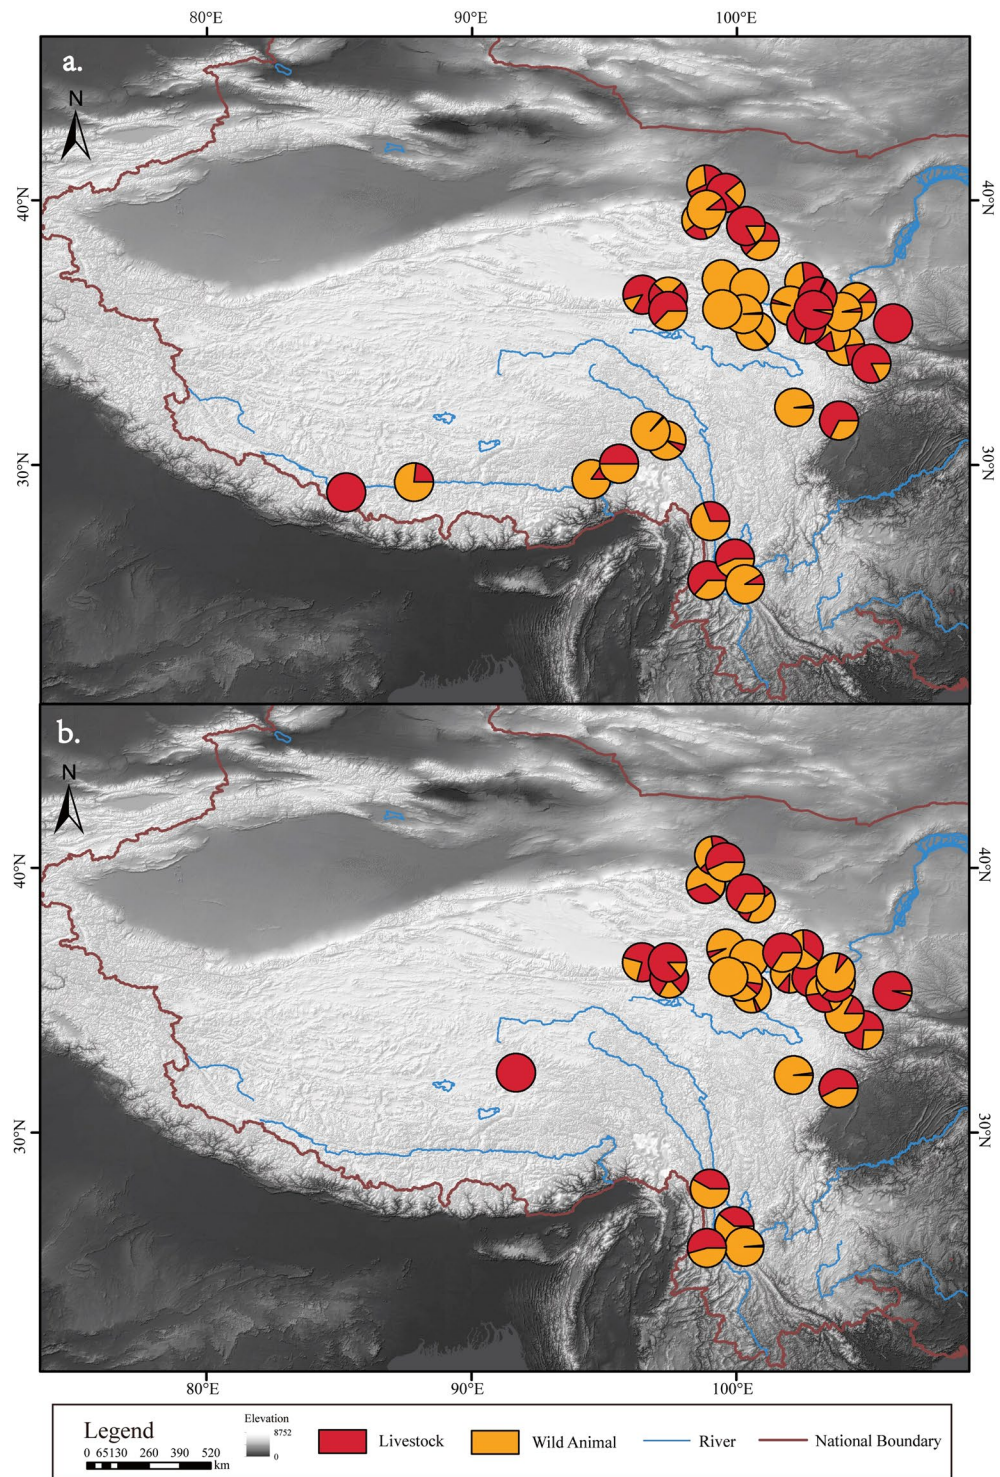 80°E 90°E 100°E
a.
N
40°N 40°N
30°N 30°N
b.
N
40°N 40°N
30°N 30°N
80°E 90°E 100°E
Legend
0 65130 260 390 520
km
Elevation
8752
0
Livestock
Wild Animal
River
National Boundary